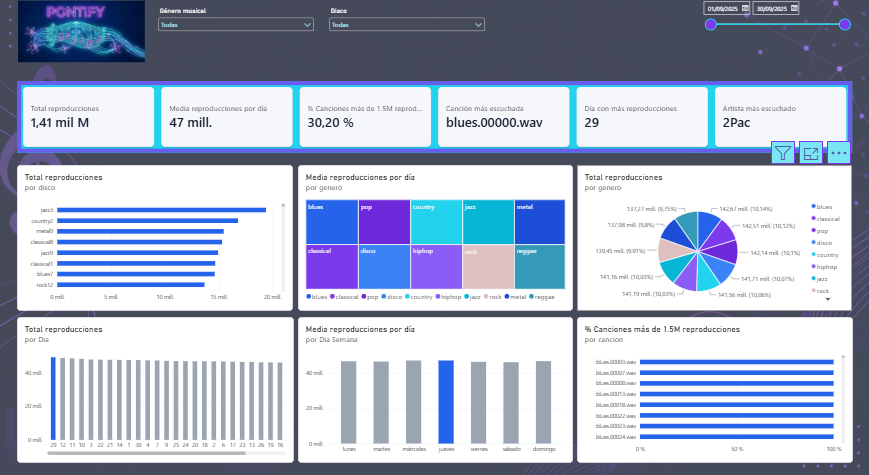 PONTIFY
Género musical
Todas
Disco
Todas
01/09/2025
30/09/2025
Total reproducciones
1,41 mil M
Media reproducciones por día
47 mill.
% Canciones más de 1.5M reprod...
30,20 %
Canción más escuchada
blues.00000.wav
Día con más reproducciones
29
Artista más escuchado
2Pac
Total reproducciones
por disco
jazz3
country2
metal9
classical8
jazz9
classical1
blues7
rock12
0 mill.
5 mill.
10 mill.
15 mill.
20 mill.
Media reproducciones por día
por genero
blues
pop
country
jazz
metal
classical
disco
hiphop
rock
reggae
blues classical pop disco country hiphop jazz rock metal reggae
Total reproducciones
por genero
142,67 mill. (10,14%)
142,51 mill. (10,12%)
142,14 mill. (10,1%)
141,71 mill. (10,07%)
141,56 mill. (10,06%)
141,19 mill. (10,03%)
141,16 mill. (10,03%)
139,45 mill. (9,91%)
137,98 mill. (9,8%)
137,27 mill. (9,75%)
blues
classical
pop
disco
country
hiphop
jazz
rock
Total reproducciones
por Dia
40 mill.
20 mill.
0 mill.
29 12 11 10 3 22 21 14 1 30 4 7 9 25 24 20 18 2 6 17 23 13 26 19 16
Media reproducciones por día
por Dia Semana
40 mill.
20 mill.
0 mill.
lunes
martes
miércoles
jueves
viernes
sábado
domingo
% Canciones más de 1.5M reproducciones
por cancion
blues.00003.wav
blues.00007.wav
blues.00008.wav
blues.00013.wav
blues.00018.wav
blues.00022.wav
blues.00023.wav
blues.00024.wav
0 %
50 %
100 %